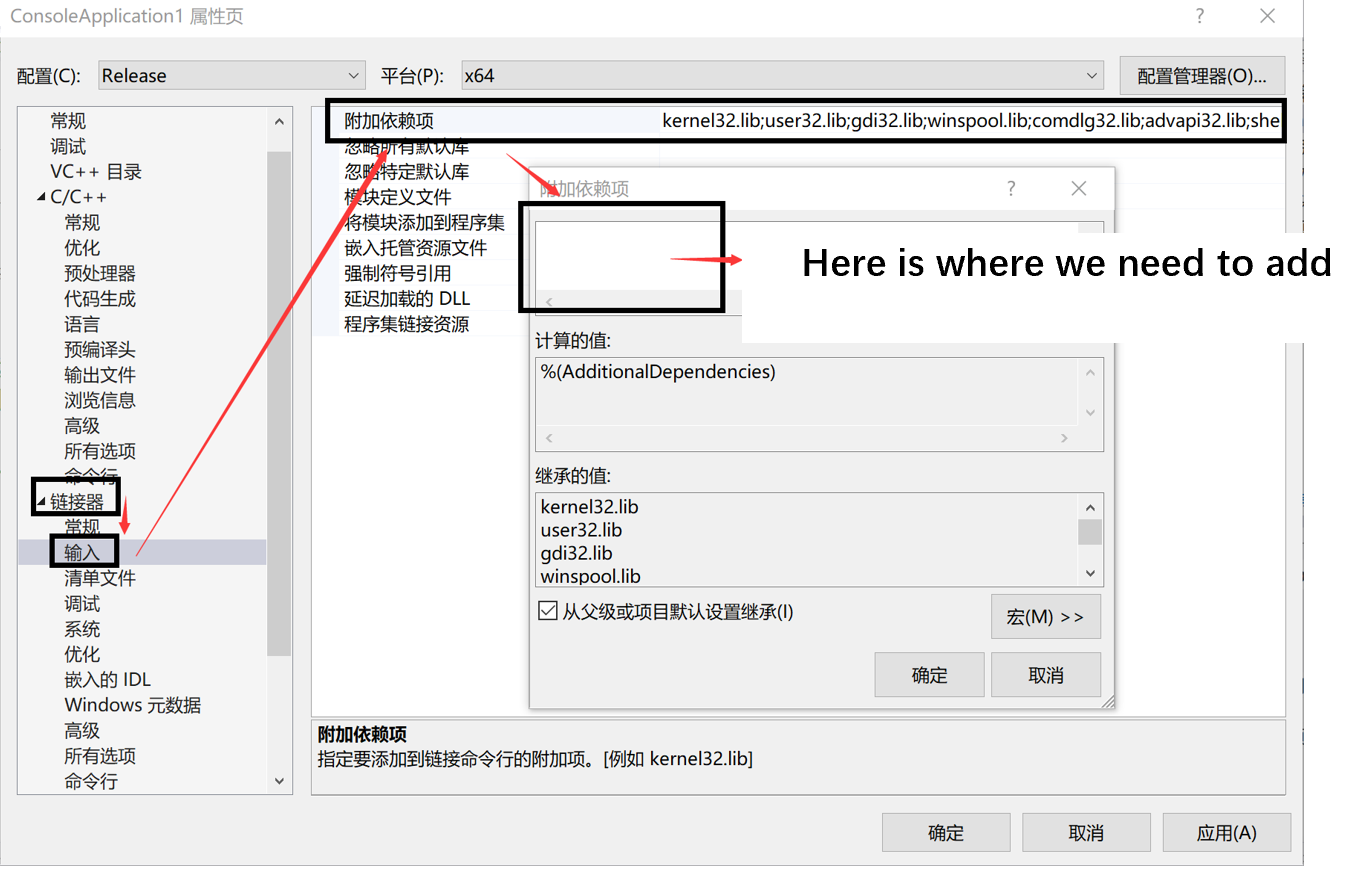 ConsoleApplication1 属性页
配置(C):
Release
平台(P):
x64
配置管理器(O)...
常规
调试
VC++ 目录
C/C++
常规
优化
预处理器
代码生成
语言
预编译头
输出文件
浏览信息
高级
所有选项
命令行
链接器
常规
输入
清单文件
调试
系统
优化
嵌入的 IDL
Windows 元数据
高级
所有选项
命令行
附加依赖项
kernel32.lib;user32.lib;gdi32.lib;winspool.lib;comdlg32.lib;advapi32.lib;she
忽略所有默认库
忽略特定默认库
模块定义文件
将模块添加到程序集
嵌入托管资源文件
强制符号引用
延迟加载的 DLL
程序集链接资源
附加依赖项
Here is where we need to add
计算的值:
%(AdditionalDependencies)
继承的值:
kernel32.lib
user32.lib
gdi32.lib
winspool.lib
从父级或项目默认设置继承(I)
宏(M) >>
确定
取消
附加依赖项
指定要添加到链接命令行的附加项。[例如 kernel32.lib]
确定
取消
应用(A)